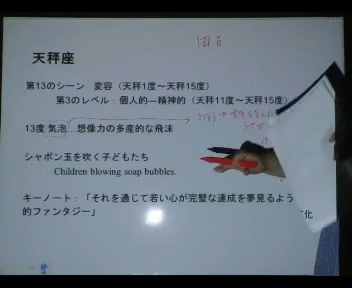 天秤座
第13のシーン　変容（天秤1度〜天秤15度）
第3のレベル：個人的―精神的（天秤11度〜天秤15度）
13度 気泡…想像力の多産的な飛沫
シャボン玉を吹く子どもたち
Children blowing soap bubbles.
キーノート：「それを通じて若い心が完璧な達成を夢見るよう
的ファンタジー」
化